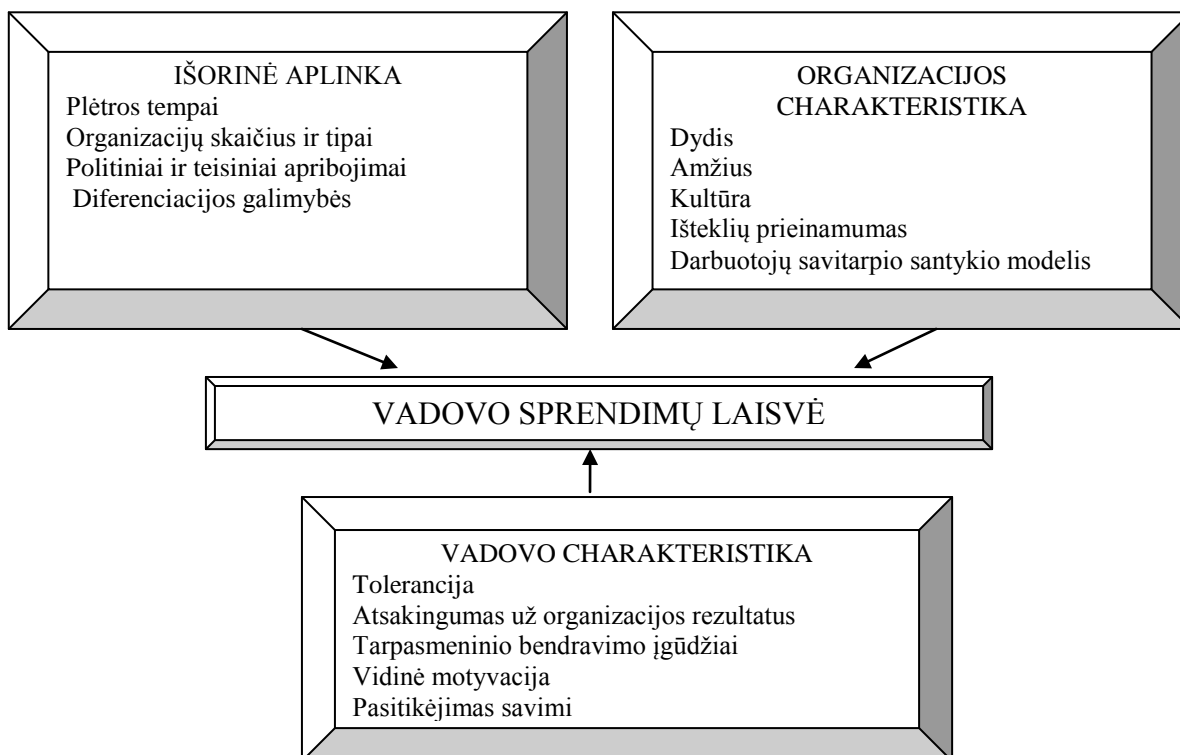 IŠORINĖ APLINKA
Plėtros tempai
Organizacijų skaičius ir tipai
Politiniai ir teisiniai apribojimai
Diferenciacijos galimybės
ORGANIZACIJOS
CHARAKTERISTIKA
Dydis
Amžius
Kultūra
Išteklių prieinamumas
Darbuotojų savitarpio santykio modelis
VADOVO SPRENDIMŲ LAISVĖ
VADOVO CHARAKTERISTIKA
Tolerancija
Atsakingumas už organizacijos rezultatus
Tarpasmeninio bendravimo įgūdžiai
Vidinė motyvacija
Pasitikėjimas savimi